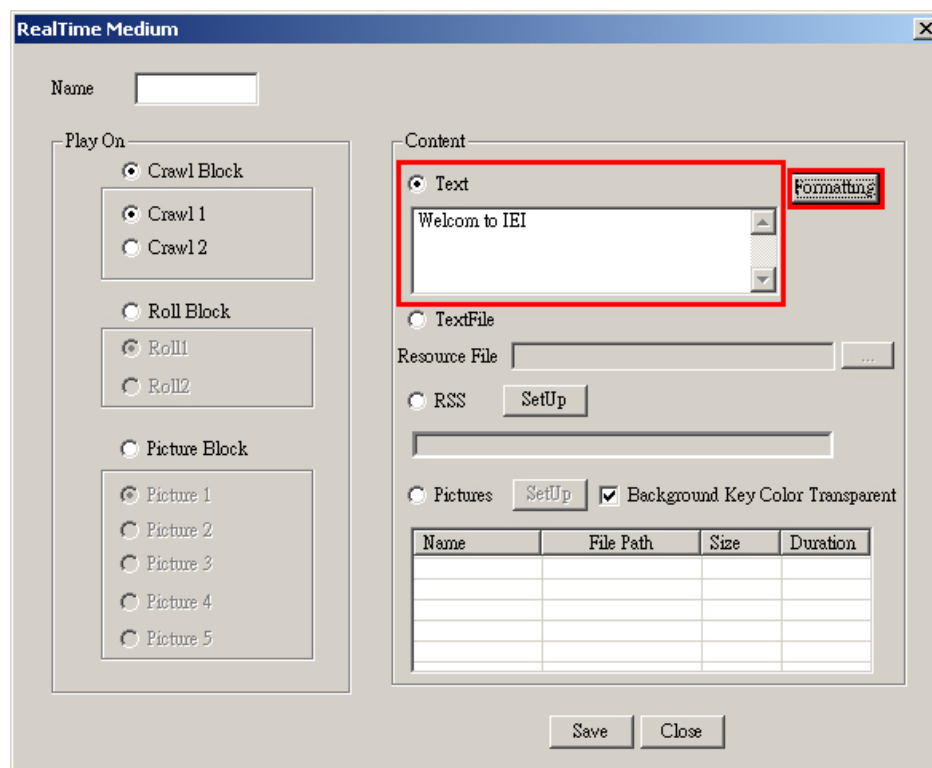 RealTime Medium
Name
Play On
Crawl Block
Crawl 1
Crawl 2
Roll Block
Roll1
Roll2
Picture Block
Picture 1
Picture 2
Picture 3
Picture 4
Picture 5
Content
Text
Formatting
Welcom to IEI
TextFile
Resource File ...
RSS SetUp
Pictures SetUp Background Key Color Transparent
Name File Path Size Duration
Save Close